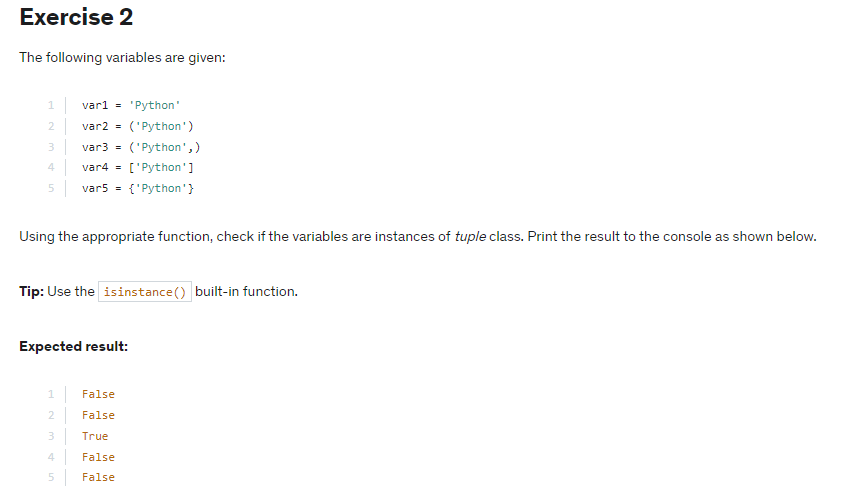 Exercise 2
The following variables are given:
1 var1 = 'Python'
2 var2 = ('Python')
3 var3 = ('Python',)
4 var4 = ['Python']
5 var5 = {'Python'}
Using the appropriate function, check if the variables are instances of tuple class. Print the result to the console as shown below.
Tip: Use the isinstance() built-in function.
Expected result:
1 False
2 False
3 True
4 False
5 False